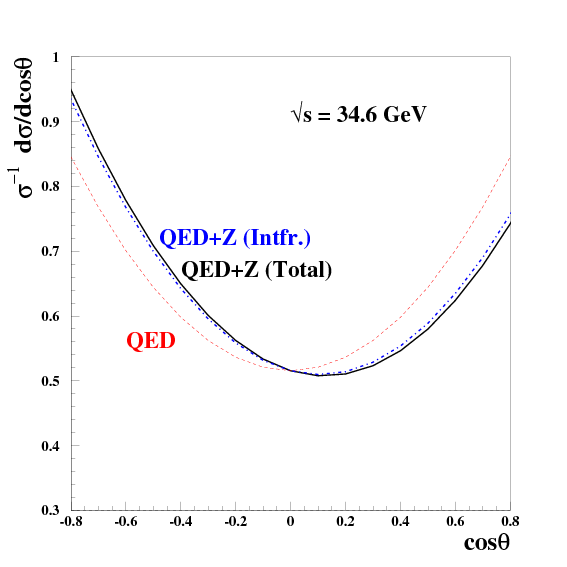 σ⁻¹ dσ/dcosθ
1
0.9
0.8
0.7
0.6
0.5
0.4
0.3
√s = 34.6 GeV
QED+Z (Intfr.)
QED+Z (Total)
QED
-0.8 -0.6 -0.4 -0.2 0 0.2 0.4 0.6 0.8
cosθ